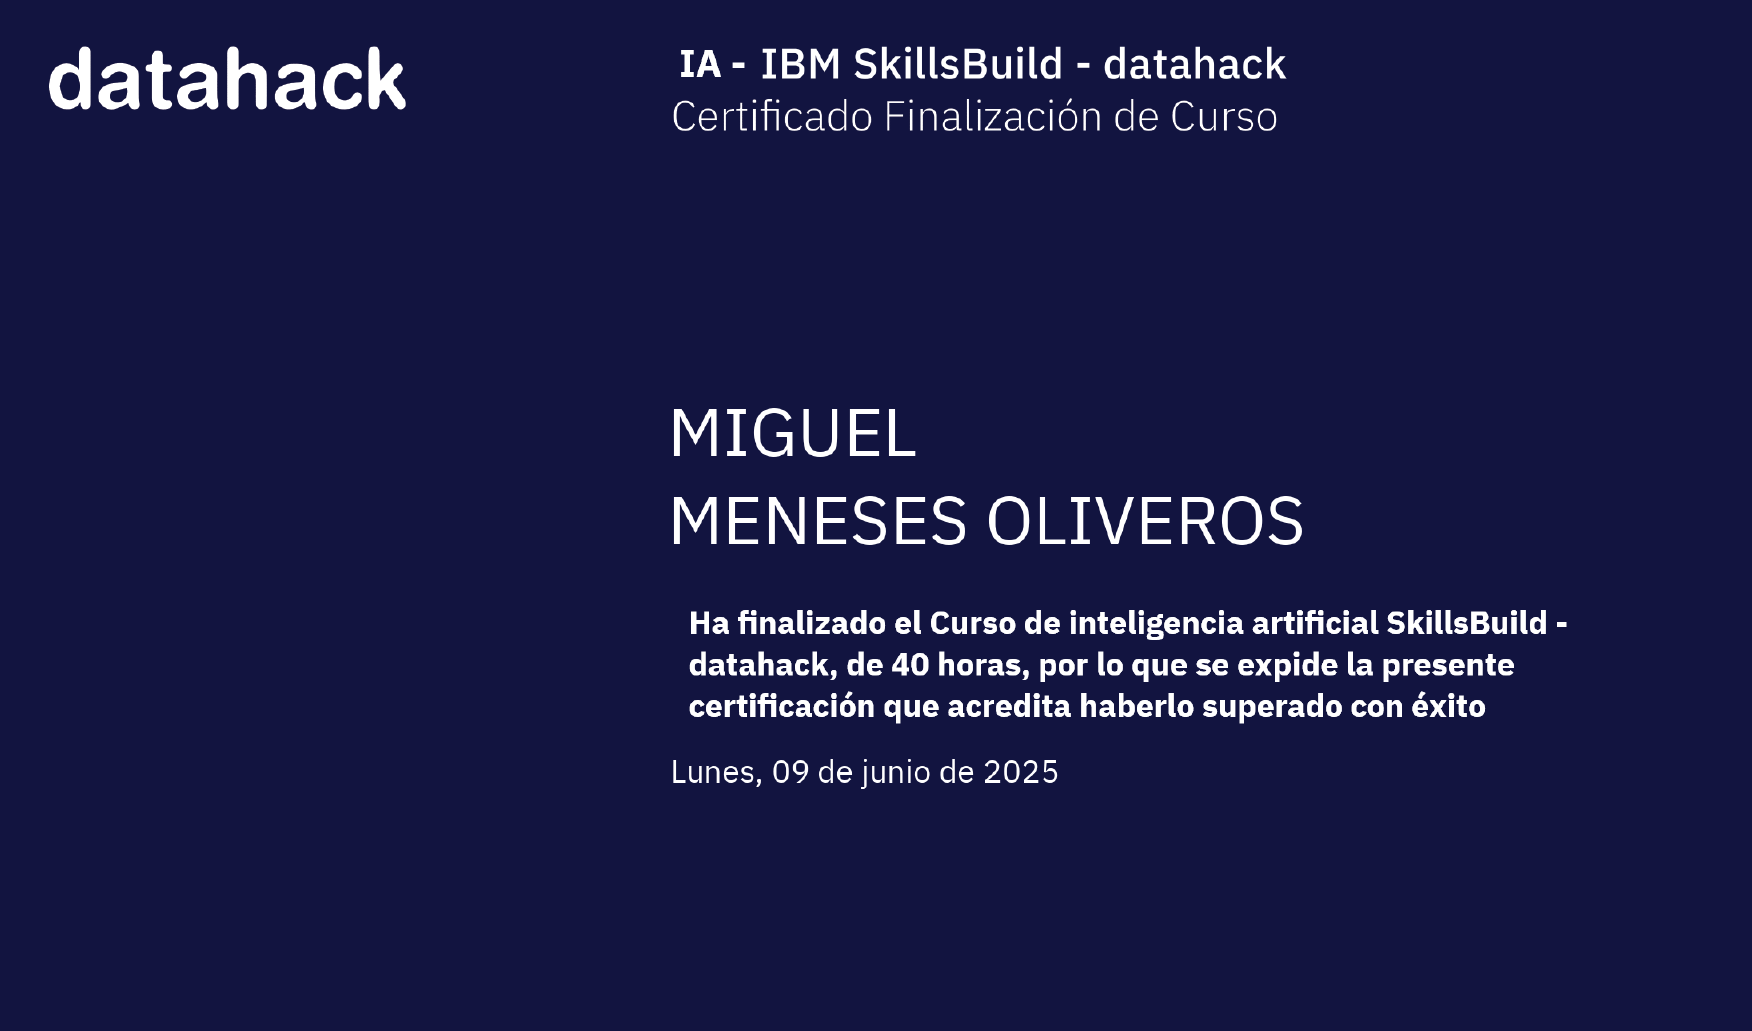 datahack
IA - IBM SkillsBuild - datahack
Certificado Finalización de Curso
MIGUEL
MENESES OLIVEROS
Ha finalizado el Curso de inteligencia artificial SkillsBuild -
datahack, de 40 horas, por lo que se expide la presente
certificación que acredita haberlo superado con éxito
Lunes, 09 de junio de 2025